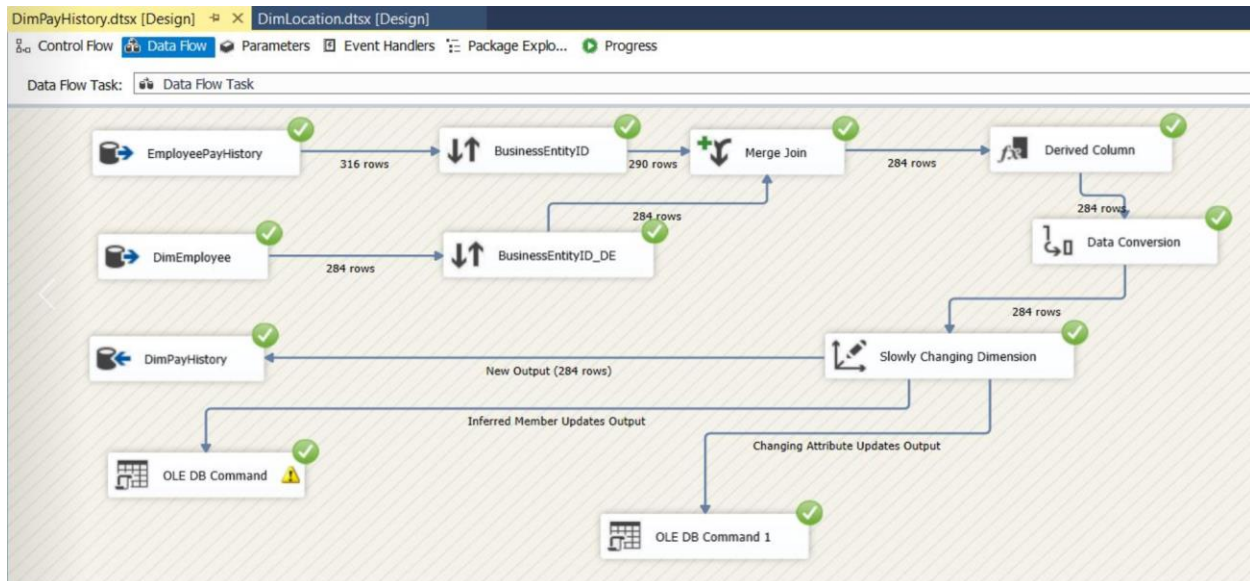 DimPayHistory.dtsx [Design] DimLocation.dtsx [Design]
Control Flow Data Flow Parameters Event Handlers Package Explo... Progress
Data Flow Task: Data Flow Task
EmployeePayHistory
316 rows
BusinessEntityID
290 rows
Merge Join
284 rows
Derived Column
284 rows
DimEmployee
284 rows
BusinessEntityID_DE
284 rows
Data Conversion
284 rows
DimPayHistory
New Output (284 rows)
Slowly Changing Dimension
Inferred Member Updates Output
Changing Attribute Updates Output
OLE DB Command
OLE DB Command 1